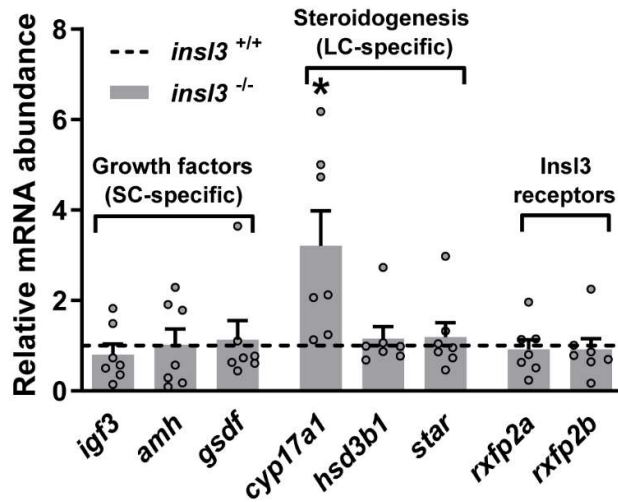 Relative mRNA abundance
8
6
4
2
0
insl3 +/+
insl3 -/-
Growth factors
(SC-specific)
Steroidogenesis
(LC-specific)
*
Insl3
receptors
igf3
amh
gsdf
cyp17a1
hsd3b1
star
rxfp2a
rxfp2b